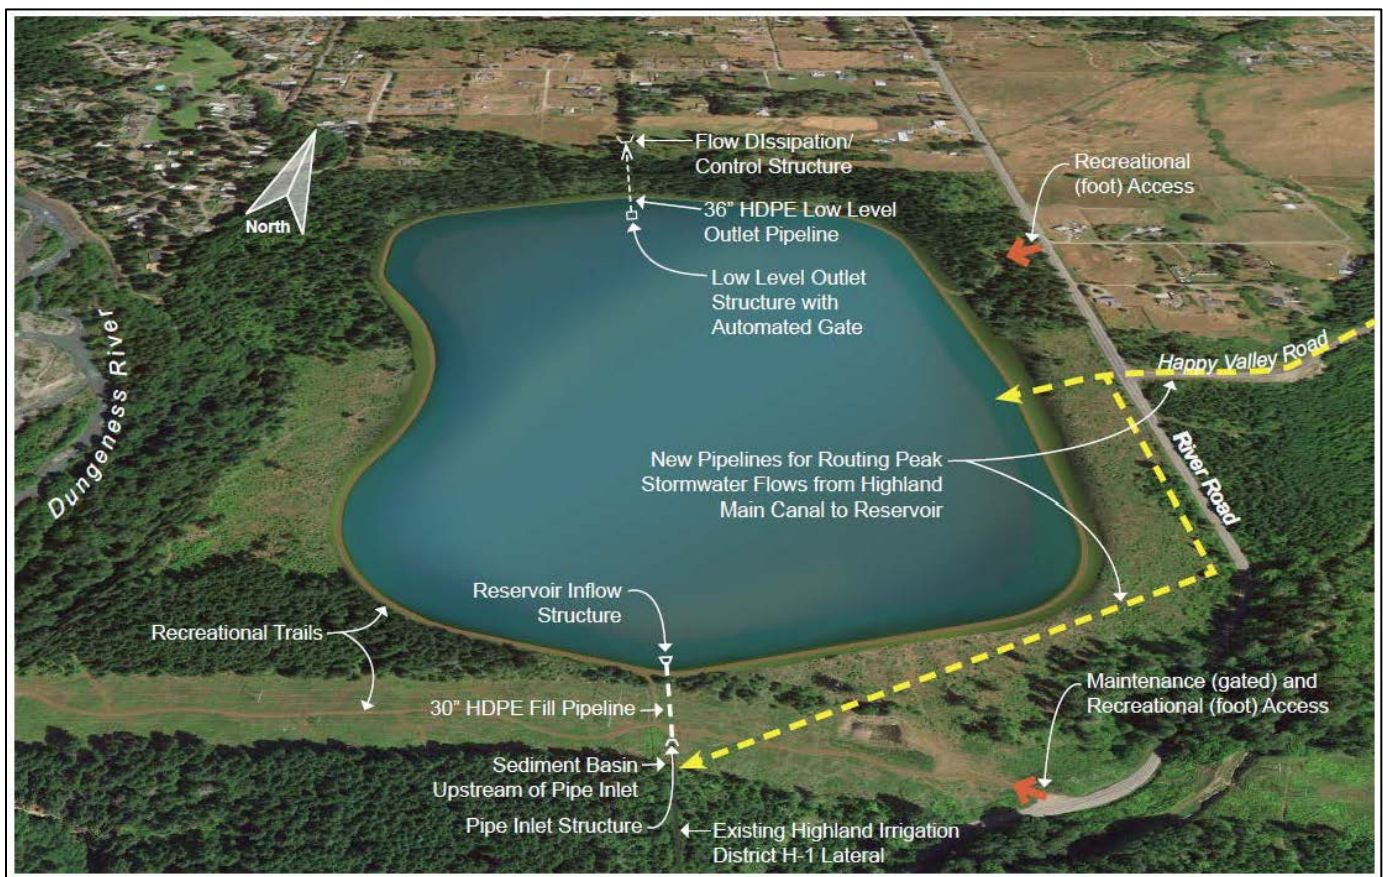 Flow DIssipation/
Control Structure
Recreational
(foot) Access
36” HDPE Low Level
Outlet Pipeline
North
Low Level Outlet
Structure with
Automated Gate
Happy Valley Road
Dungeness River
River Road
New Pipelines for Routing Peak
Stormwater Flows from Highland
Main Canal to Reservoir
Reservoir Inflow
Structure
Recreational Trails
Maintenance (gated) and
Recreational (foot) Access
30” HDPE Fill Pipeline
Sediment Basin
Upstream of Pipe Inlet
Pipe Inlet Structure
Existing Highland Irrigation
District H-1 Lateral